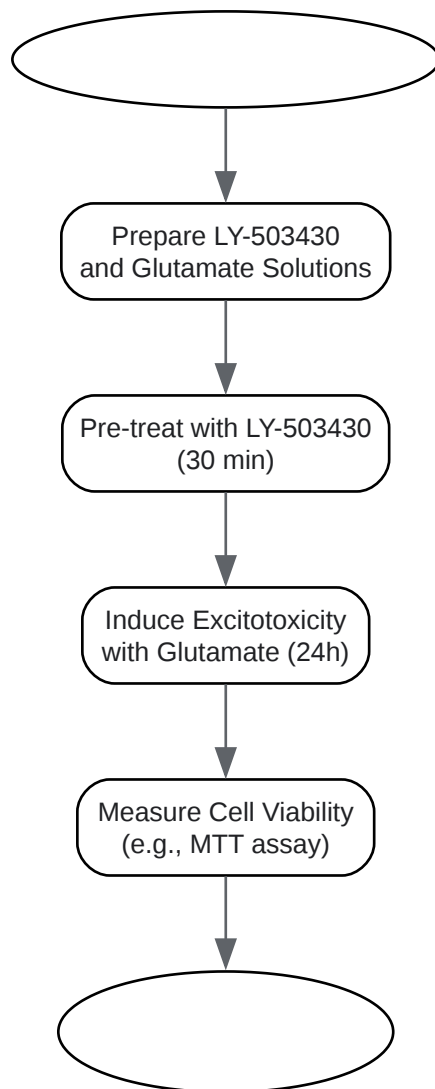 Prepare LY-503430
and Glutamate Solutions
Pre-treat with LY-503430
(30 min)
Induce Excitotoxicity
with Glutamate (24h)
Measure Cell Viability
(e.g., MTT assay)